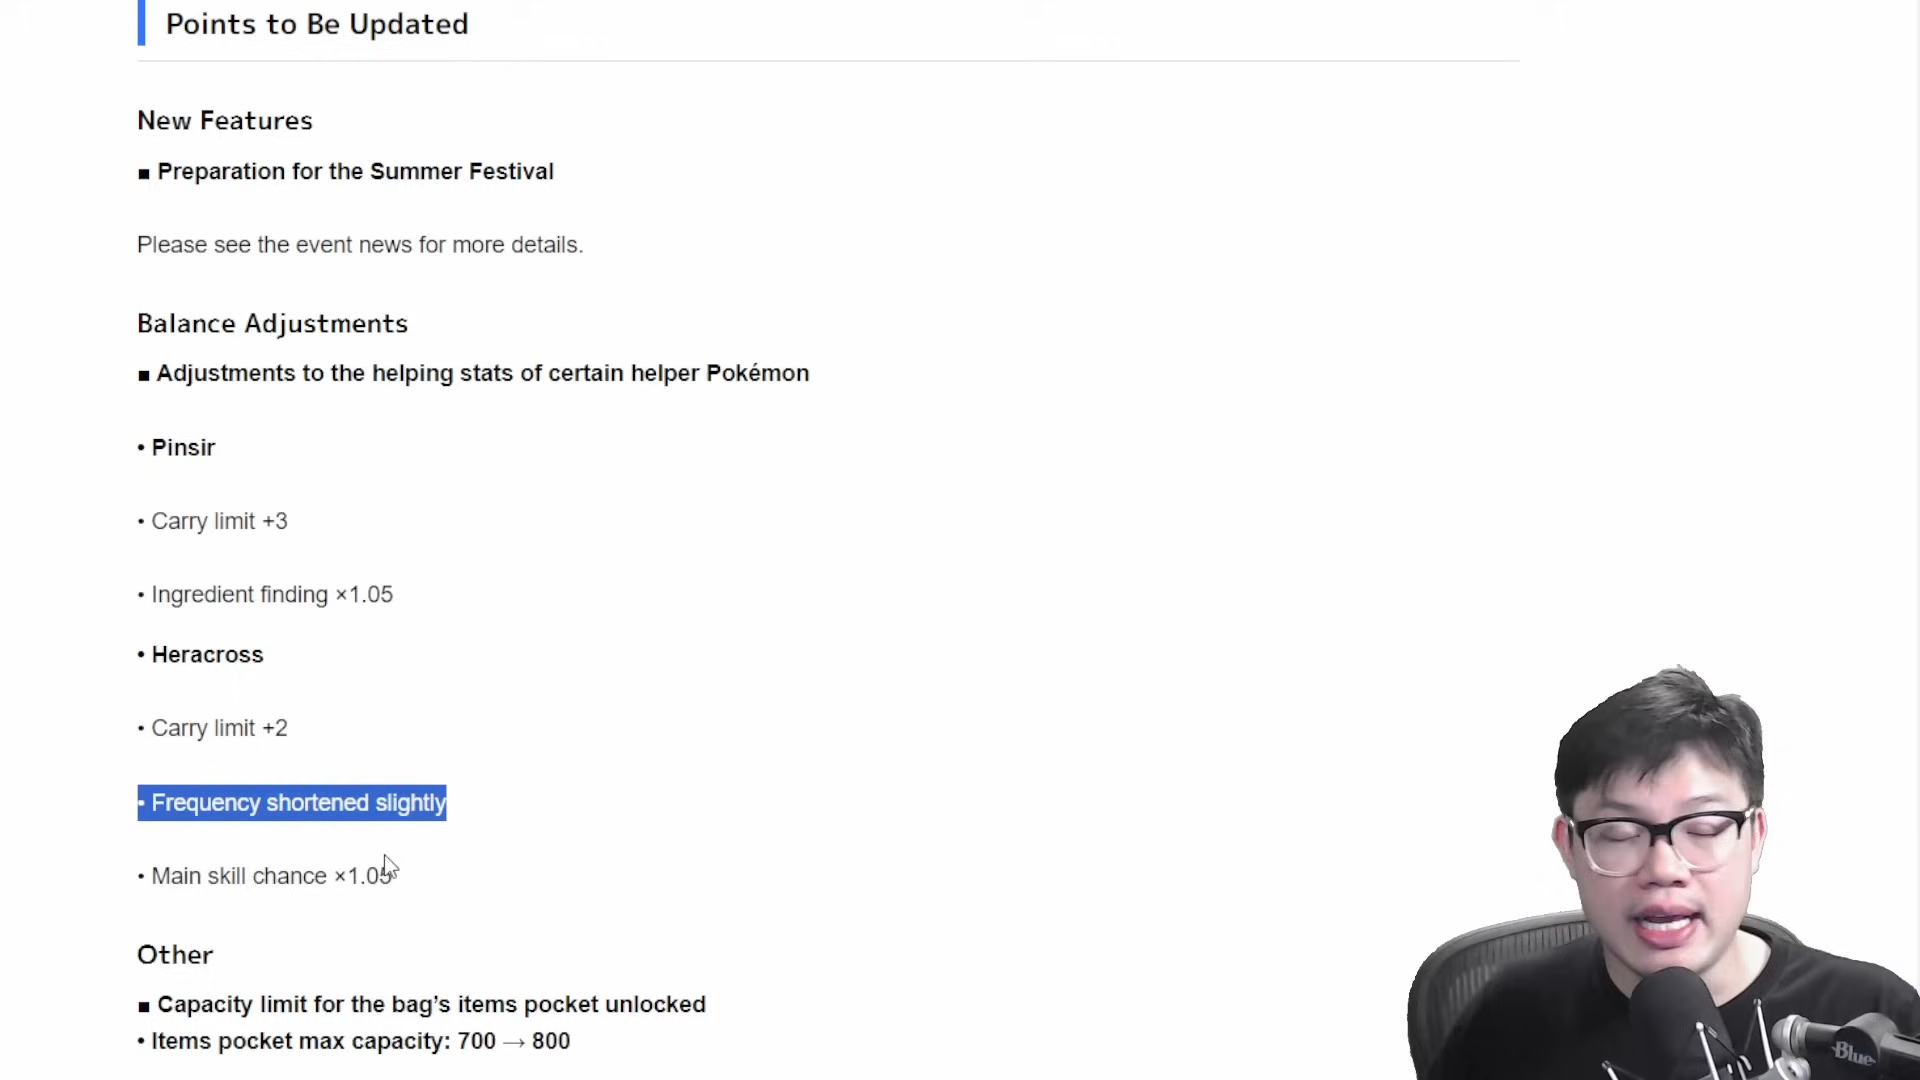 Points to Be Updated
New Features
■ Preparation for the Summer Festival
Please see the event news for more details.
Balance Adjustments
■ Adjustments to the helping stats of certain helper Pokémon
• Pinsir
• Carry limit +3
• Ingredient finding ×1.05
• Heracross
• Carry limit +2
• Frequency shortened slightly
• Main skill chance ×1.05
Other
■ Capacity limit for the bag’s items pocket unlocked
• Items pocket max capacity: 700 → 800
Blue